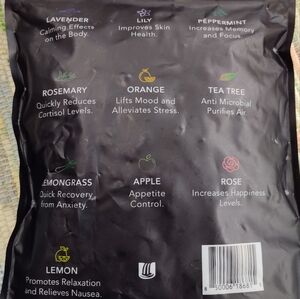 LAVENDER
Calming Effects
on the Body.
LILY
Improves Skin
Health.
PEPPERMINT
Increases Memory
and Focus.
ROSEMARY
Quickly Reduces
Cortisol Levels.
ORANGE
Lifts Mood and
Alleviates Stress.
TEA TREE
Anti Microbial
Purifies Air
LEMONGRASS
Quick Recovery
from Anxiety.
APPLE
Appetite
Control.
ROSE
Increases Happiness
Levels.
LEMON
Promotes Relaxation
and Relieves Nausea.